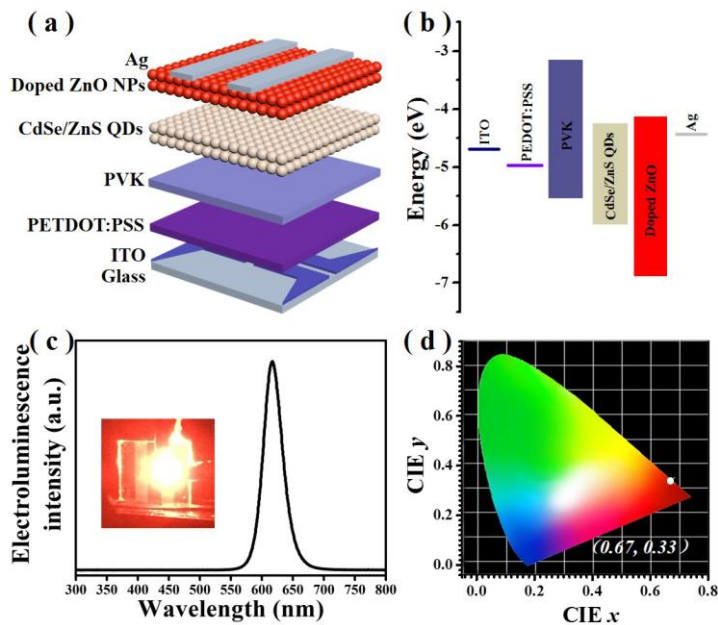 ( a )
Ag
Doped ZnO NPs
CdSe/ZnS QDs
PVK
PETDOT:PSS
ITO
Glass
( b )
Energy (eV)
-3
-4
-5
-6
-7
ITO
PEDOT:PSS
PVK
CdSe/ZnS QDs
Doped ZnO
Ag
( c )
Electroluminescence
intensity (a.u.)
300 350 400 450 500 550 600 650 700 750 800
Wavelength (nm)
( d )
CIE y
0.8
0.6
0.4
0.2
0.0
(0.67, 0.33)
0.0 0.2 0.4 0.6 0.8
CIE x